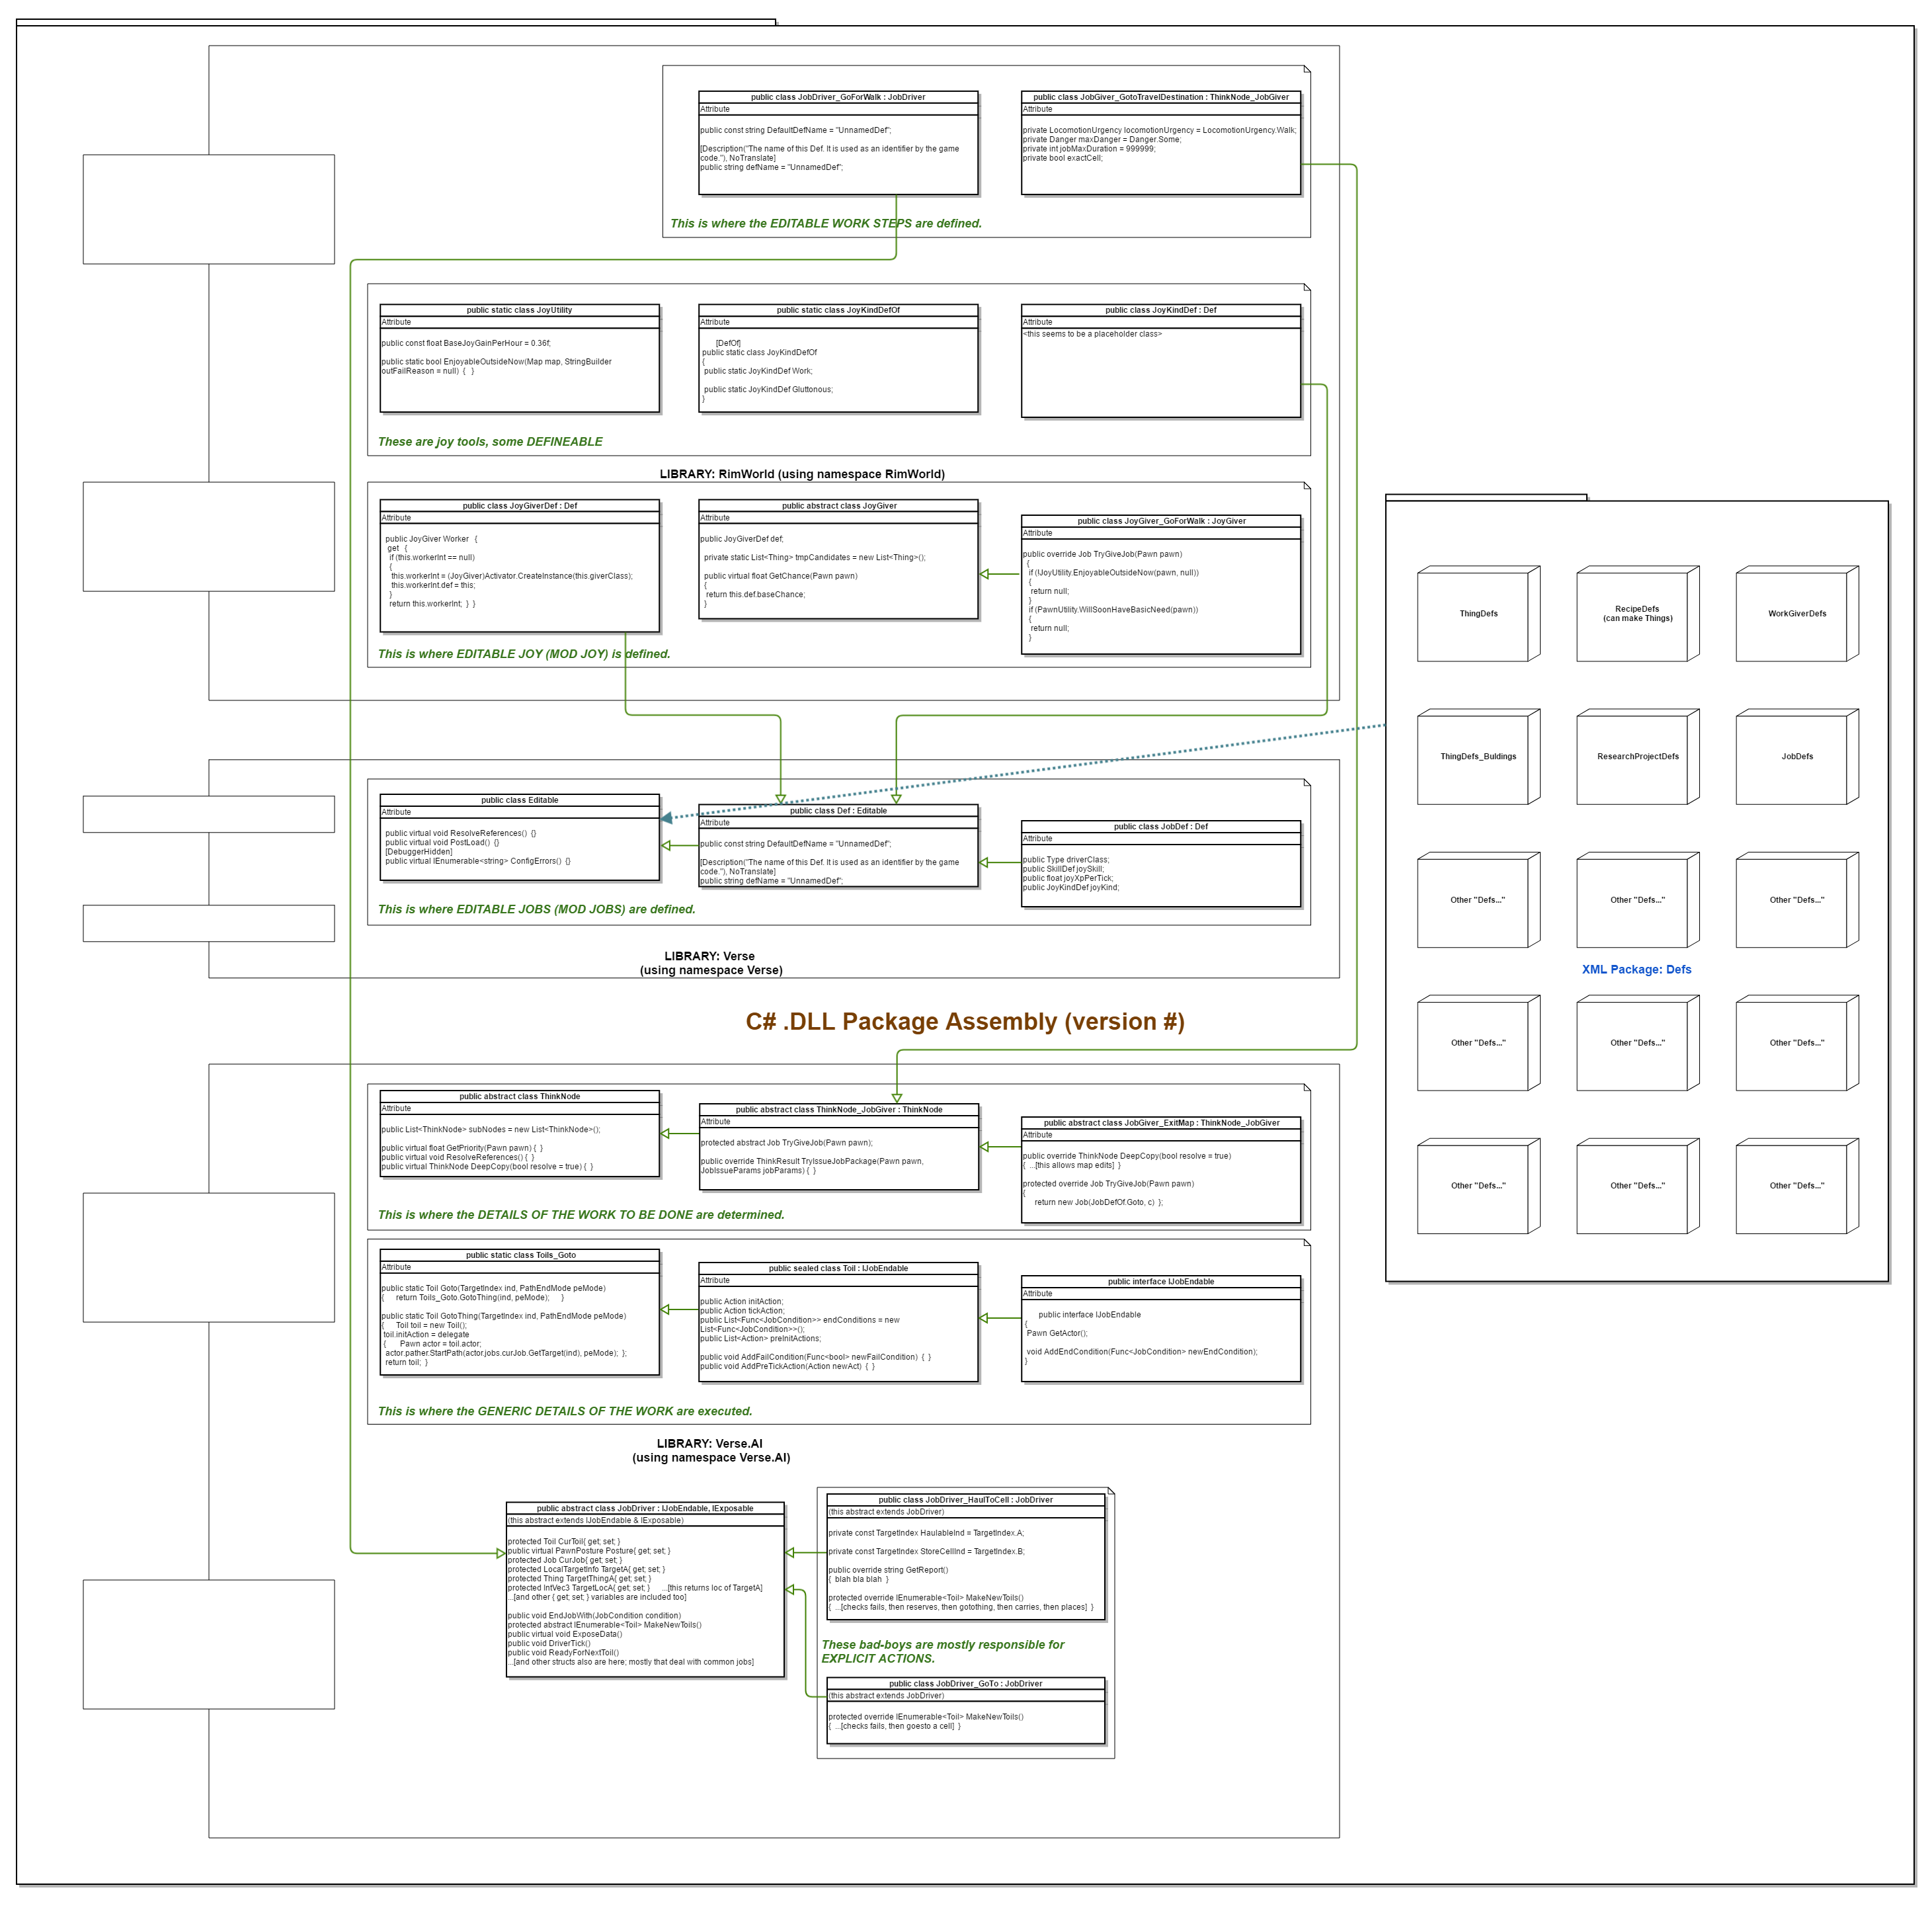 public class JobDriver_GoForWalk : JobDriver
Attribute
public const string DefaultDefName = "UnnamedDef";
[Description("The name of this Def. It is used as an identifier by the game
code."), NoTranslate]
public string defName = "UnnamedDef";
public class JobGiver_GotoTravelDestination : ThinkNode_JobGiver
Attribute
private LocomotionUrgency locomotionUrgency = LocomotionUrgency.Walk;
private Danger maxDanger = Danger.Some;
private int jobMaxDuration = 999999;
private bool exactCell;
This is where the EDITABLE WORK STEPS are defined.
public static class JoyUtility
Attribute
public const float BaseJoyGainPerHour = 0.36f;
public static bool EnjoyableOutsideNow(Map map, StringBuilder
outFailReason = null) { }
public static class JoyKindDefOf
Attribute
[DefOf]
public static class JoyKindDefOf
{
public static JoyKindDef Work;
public static JoyKindDef Gluttonous;
}
public class JoyKindDef : Def
Attribute
<this seems to be a placeholder class>
These are joy tools, some DEFINEABLE
LIBRARY: RimWorld (using namespace RimWorld)
public class JoyGiverDef : Def
Attribute
public JoyGiver Worker {
get {
if (this.workerInt == null)
{
this.workerInt = (JoyGiver)Activator.CreateInstance(this.giverClass);
this.workerInt.def = this;
}
return this.workerInt; } }
public abstract class JoyGiver
Attribute
public JoyGiverDef def;
private static List<Thing> tmpCandidates = new List<Thing>();
public virtual float GetChance(Pawn pawn)
{
return this.def.baseChance;
}
public class JoyGiver_GoForWalk : JoyGiver
Attribute
public override Job TryGiveJob(Pawn pawn)
{
if (!JoyUtility.EnjoyableOutsideNow(pawn, null))
{
return null;
}
if (PawnUtility.WillSoonHaveBasicNeed(pawn))
{
return null;
}
This is where EDITABLE JOY (MOD JOY) is defined.
public class Editable
Attribute
public virtual void ResolveReferences() {}
public virtual void PostLoad() {}
[DebuggerHidden]
public virtual IEnumerable<string> ConfigErrors() {}
public class Def : Editable
Attribute
public const string DefaultDefName = "UnnamedDef";
[Description("The name of this Def. It is used as an identifier by the game
code."), NoTranslate]
public string defName = "UnnamedDef";
public class JobDef : Def
Attribute
public Type driverClass;
public SkillDef joySkill;
public float joyXpPerTick;
public JoyKindDef joyKind;
This is where EDITABLE JOBS (MOD JOBS) are defined.
LIBRARY: Verse
(using namespace Verse)
C# .DLL Package Assembly (version #)
public abstract class ThinkNode
Attribute
public List<ThinkNode> subNodes = new List<ThinkNode>();
public virtual float GetPriority(Pawn pawn) { }
public virtual void ResolveReferences() { }
public virtual ThinkNode DeepCopy(bool resolve = true) { }
public abstract class ThinkNode_JobGiver : ThinkNode
Attribute
protected abstract Job TryGiveJob(Pawn pawn);
public override ThinkResult TryIssueJobPackage(Pawn pawn,
JobIssueParams jobParams) { }
public abstract class JobGiver_ExitMap : ThinkNode_JobGiver
Attribute
public override ThinkNode DeepCopy(bool resolve = true)
{ ...[this allows map edits] }
protected override Job TryGiveJob(Pawn pawn)
{
return new Job(JobDefOf.Goto, c) };
This is where the DETAILS OF THE WORK TO BE DONE are determined.
public static class Toils_Goto
Attribute
public static Toil Goto(TargetIndex ind, PathEndMode peMode)
{ return Toils_Goto.GotoThing(ind, peMode); }
public static Toil GotoThing(TargetIndex ind, PathEndMode peMode)
{ Toil toil = new Toil();
toil.initAction = delegate
{ Pawn actor = toil.actor;
actor.pather.StartPath(actor.jobs.curJob.GetTarget(ind), peMode); };
return toil; }
public sealed class Toil : IJobEndable
Attribute
public Action initAction;
public Action tickAction;
public List<Func<JobCondition>> endConditions = new
List<Func<JobCondition>>();
public List<Action> preInitActions;
public void AddFailCondition(Func<bool> newFailCondition) { }
public void AddPreTickAction(Action newAct) { }
public interface IJobEndable
Attribute
public interface IJobEndable
{
Pawn GetActor();
void AddEndCondition(Func<JobCondition> newEndCondition);
}
This is where the GENERIC DETAILS OF THE WORK are executed.
LIBRARY: Verse.AI
(using namespace Verse.AI)
public abstract class JobDriver : IJobEndable, IExposable
(this abstract extends IJobEndable & IExposable)
protected Toil CurToil{ get; set; }
public virtual PawnPosture Posture{ get; set; }
protected Job CurJob{ get; set; }
protected LocalTargetInfo TargetA{ get; set; }
protected Thing TargetThingA{ get; set; }
protected IntVec3 TargetLocA{ get; set; } ...[this returns loc of TargetA]
...[and other { get; set; } variables are included too]
public void EndJobWith(JobCondition condition)
protected abstract IEnumerable<Toil> MakeNewToils()
public virtual void ExposeData()
public void DriverTick()
public void ReadyForNextToil()
...[and other structs also are here; mostly that deal with common jobs]
public class JobDriver_HaulToCell : JobDriver
(this abstract extends JobDriver)
private const TargetIndex HaulableInd = TargetIndex.A;
private const TargetIndex StoreCellInd = TargetIndex.B;
public override string GetReport()
{ blah bla blah }
protected override IEnumerable<Toil> MakeNewToils()
{ ...[checks fails, then reserves, then gotothing, then carries, then places] }
These bad-boys are mostly responsible for
EXPLICIT ACTIONS.
public class JobDriver_GoTo : JobDriver
(this abstract extends JobDriver)
protected override IEnumerable<Toil> MakeNewToils()
{ ...[checks fails, then goesto a cell] }
ThingDefs
RecipeDefs
(can make Things)
WorkGiverDefs
ThingDefs_Buldings
ResearchProjectDefs
JobDefs
Other "Defs..."
Other "Defs..."
Other "Defs..."
XML Package: Defs
Other "Defs..."
Other "Defs..."
Other "Defs..."
Other "Defs..."
Other "Defs..."
Other "Defs..."